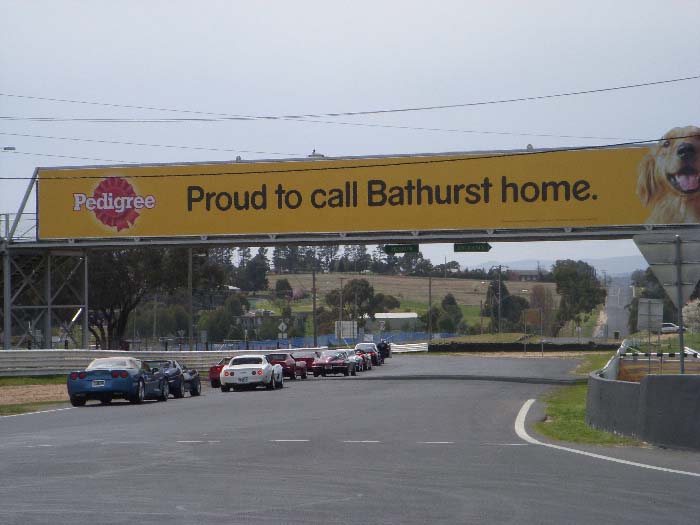 Pedigree
Proud to call Bathurst home.